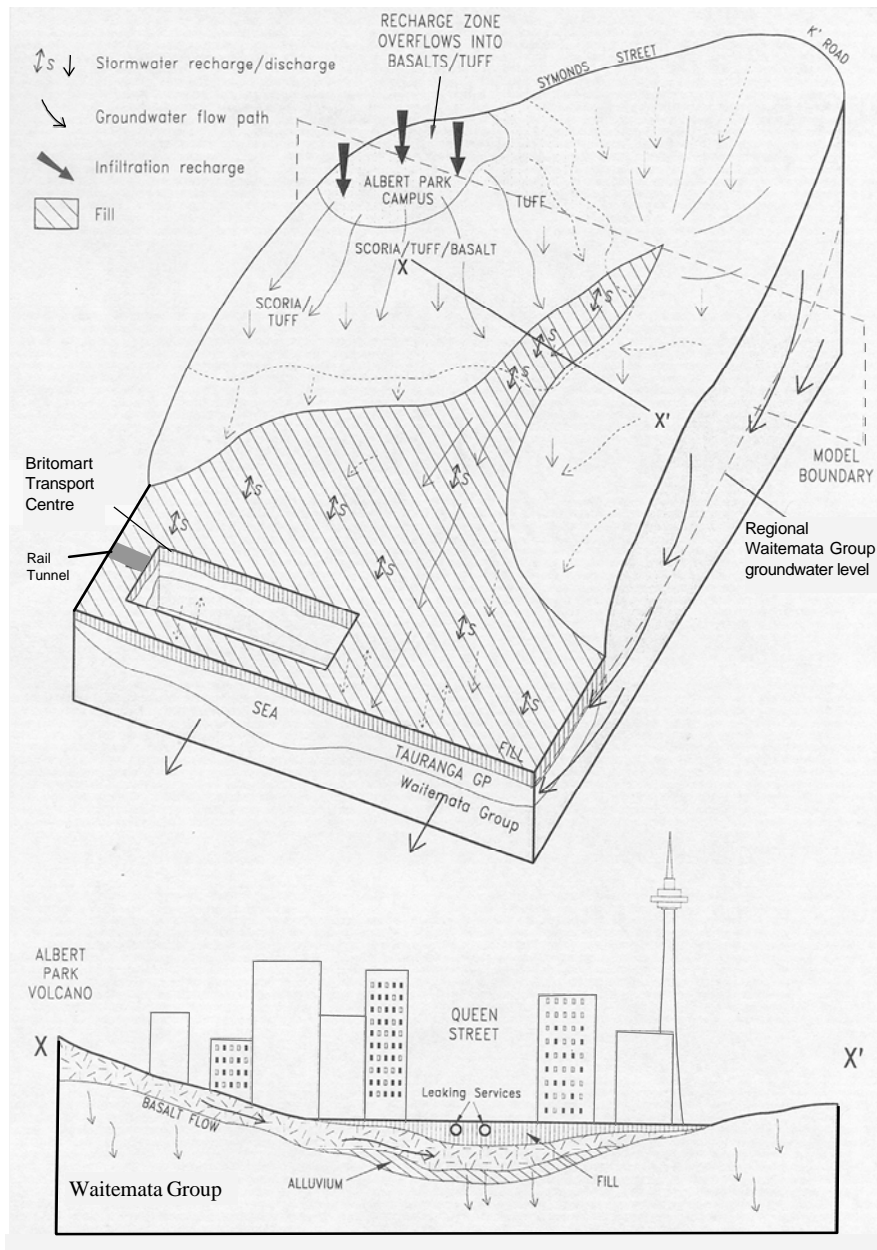 RECHARGE ZONE
OVERFLOWS INTO
BASALTS/TUFF
K' ROAD
SYMONDS STREET
S Stormwater recharge/discharge
Groundwater flow path
Infiltration recharge
Fill
ALBERT PARK
CAMPUS
TUFF
SCORIA/TUFF/BASALT
X
SCORIA/
TUFF
S
S
S
X'
MODEL
BOUNDARY
Britomart
Transport
Centre
S
S
S
S
Rail
Tunnel
Regional
Waitemata Group
groundwater level
S
S
S
SEA
FILL
TAURANGA GP
Waitemata Group
ALBERT
PARK
VOLCANO
QUEEN
STREET
X
X'
Leaking Services
BASALT FLOW
ALLUVIUM
FILL
Waitemata Group